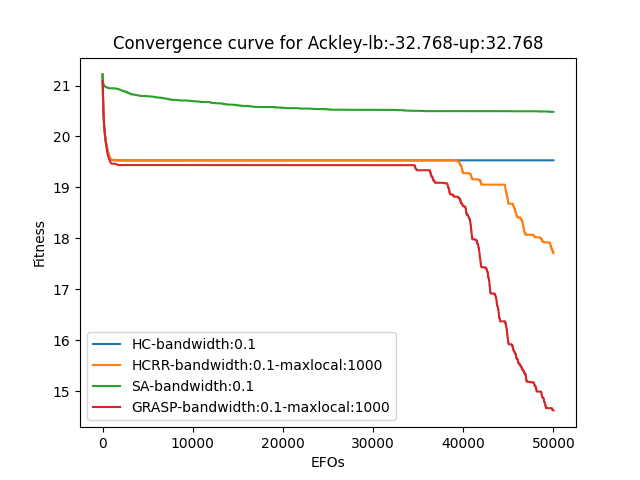 Convergence curve for Ackley-lb:-32.768-up:32.768
21
20
19
18
17
16
15
Fitness
HC-bandwidth:0.1
HCRR-bandwidth:0.1-maxlocal:1000
SA-bandwidth:0.1
GRASP-bandwidth:0.1-maxlocal:1000
0 10000 20000 30000 40000 50000
EFOs